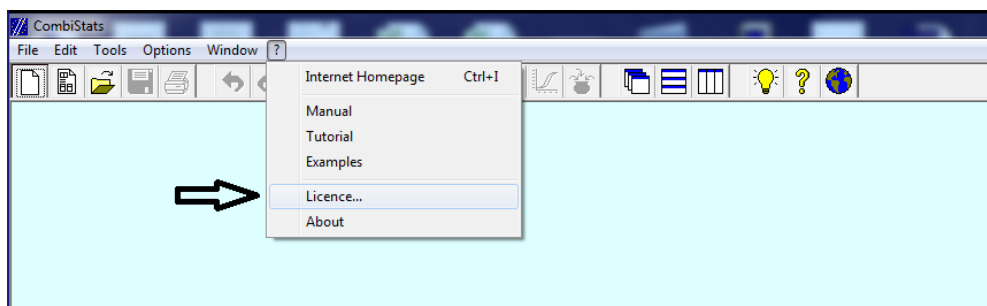 CombiStats
File Edit Tools Options Window ?
Internet Homepage Ctrl+I
Manual
Tutorial
Examples
Licence...
About